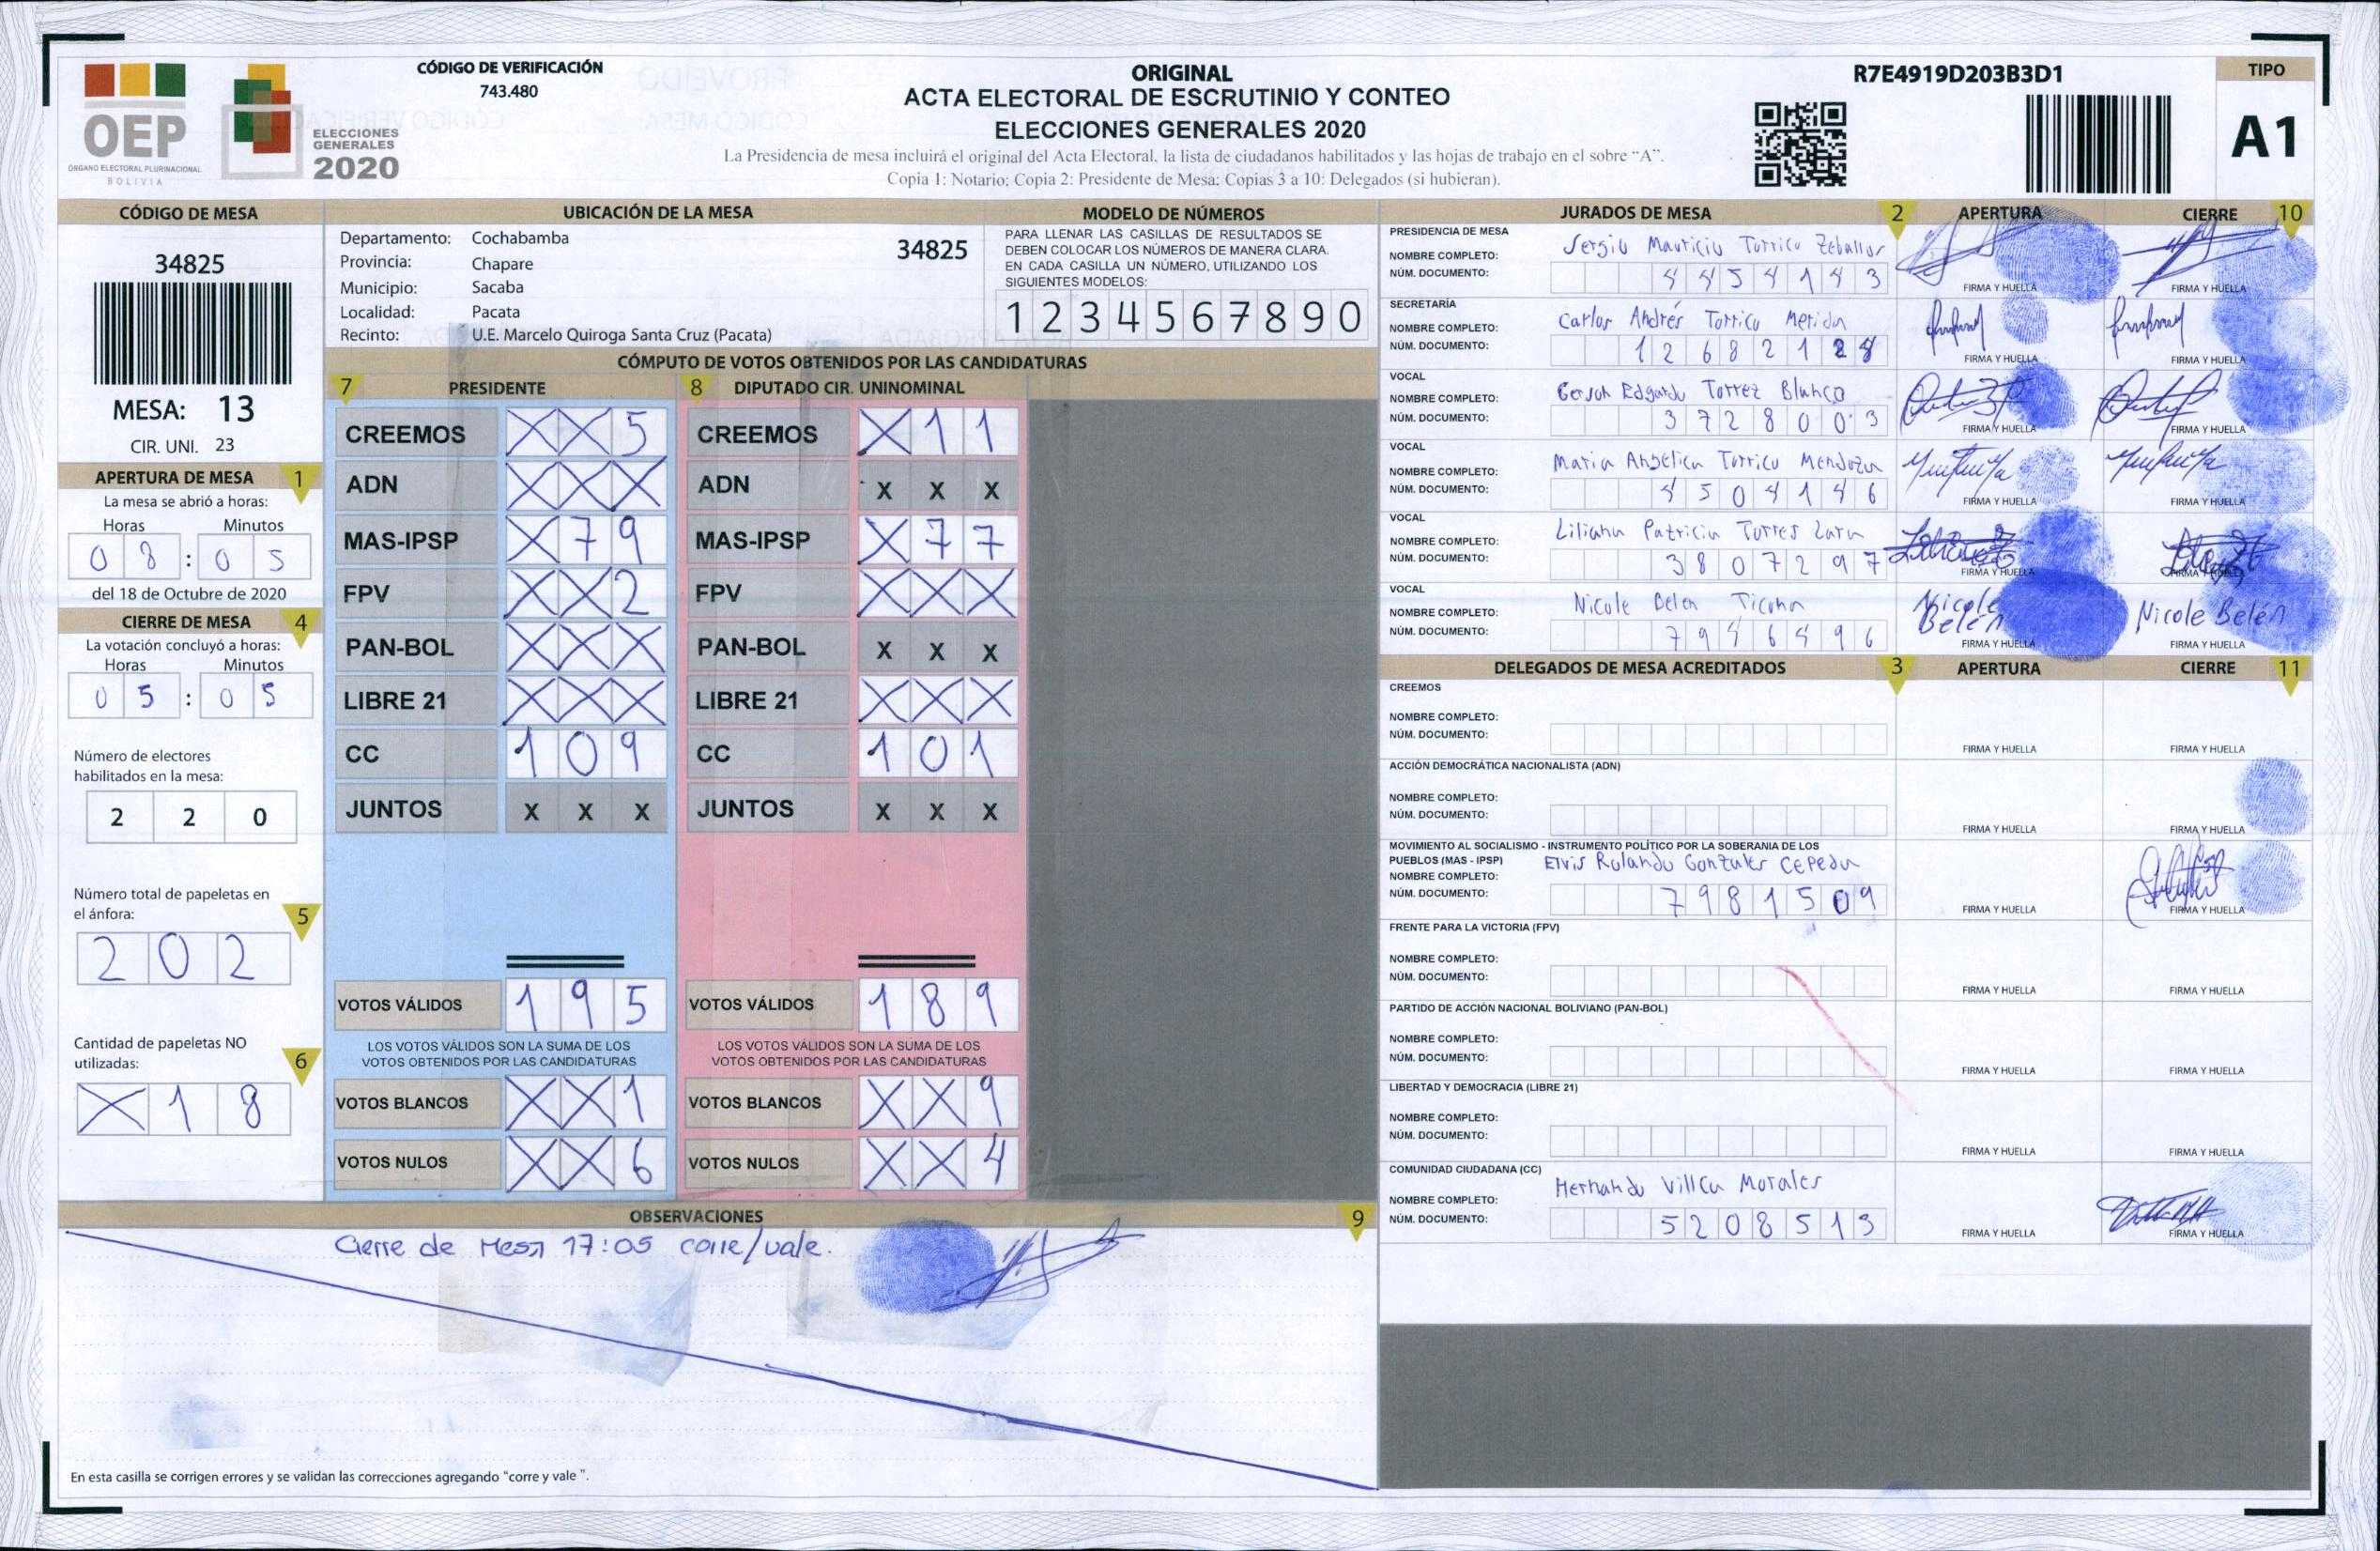 CÓDIGO DE VERIFICACIÓN
743.480
OEP
ÓRGANO ELECTORAL PLURINACIONAL
BOLIVIA
ELECCIONES
GENERALES
2020
ORIGINAL
ACTA ELECTORAL DE ESCRUTINIO Y CONTEO
ELECCIONES GENERALES 2020
La Presidencia de mesa incluirá el original del Acta Electoral, la lista de ciudadanos habilitados y las hojas de trabajo en el sobre “A”.
Copia 1: Notario; Copia 2: Presidente de Mesa; Copias 3 a 10: Delegados (si hubieran).
R7E4919D203B3D1
TIPO
A1
CÓDIGO DE MESA
34825
MESA: 13
CIR. UNI. 23
APERTURA DE MESA 1
La mesa se abrió a horas:
Horas Minutos
0 8 : 0 5
del 18 de Octubre de 2020
CIERRE DE MESA 4
La votación concluyó a horas:
Horas Minutos
0 5 : 0 5
Número de electores
habilitados en la mesa:
2 2 0
Número total de papeletas en
el ánfora: 5
2 0 2
Cantidad de papeletas NO
utilizadas: 6
X 1 8
UBICACIÓN DE LA MESA
Departamento: Cochabamba
34825
Provincia: Chapare
Municipio: Sacaba
Localidad: Pacata
Recinto: U.E. Marcelo Quiroga Santa Cruz (Pacata)
MODELO DE NÚMEROS
PARA LLENAR LAS CASILLAS DE RESULTADOS SE
DEBEN COLOCAR LOS NÚMEROS DE MANERA CLARA.
EN CADA CASILLA UN NÚMERO, UTILIZANDO LOS
SIGUIENTES MODELOS:
1 2 3 4 5 6 7 8 9 0
CÓMPUTO DE VOTOS OBTENIDOS POR LAS CANDIDATURAS
7 PRESIDENTE
CREEMOS X X 5
ADN X X X
MAS-IPSP X 7 9
FPV X X 2
PAN-BOL X X X
LIBRE 21 X X X
CC 1 0 9
JUNTOS X X X
VOTOS VÁLIDOS 1 9 5
LOS VOTOS VÁLIDOS SON LA SUMA DE LOS
VOTOS OBTENIDOS POR LAS CANDIDATURAS
VOTOS BLANCOS X X 1
VOTOS NULOS X X 6
8 DIPUTADO CIR. UNINOMINAL
CREEMOS X 1 1
ADN X X X
MAS-IPSP X 7 7
FPV X X X
PAN-BOL X X X
LIBRE 21 X X X
CC 1 0 1
JUNTOS X X X
VOTOS VÁLIDOS 1 8 9
LOS VOTOS VÁLIDOS SON LA SUMA DE LOS
VOTOS OBTENIDOS POR LAS CANDIDATURAS
VOTOS BLANCOS X X 9
VOTOS NULOS X X 4
OBSERVACIONES 9
Cierre de Mesa 17:05 corre/vale.
En esta casilla se corrigen errores y se validan las correcciones agregando “corre y vale ”.
JURADOS DE MESA 2 APERTURA CIERRE 10
PRESIDENCIA DE MESA
NOMBRE COMPLETO: Sergio Mauricio Torrico Zeballos
NÚM. DOCUMENTO: 4 4 5 4 1 4 3
FIRMA Y HUELLA FIRMA Y HUELLA
SECRETARÍA
NOMBRE COMPLETO: Carlos Andrés Torrico Merida
NÚM. DOCUMENTO: 1 2 6 8 2 1
FIRMA Y HUELLA FIRMA Y HUELLA
VOCAL
NOMBRE COMPLETO: Gerson Edgardo Torrez Blanco
NÚM. DOCUMENTO: 3 7 2 8 0 0 3
FIRMA Y HUELLA FIRMA Y HUELLA
VOCAL
NOMBRE COMPLETO: Maria Angelica Torrico Mendoza
NÚM. DOCUMENTO: 4 5 0 4 1 4 6
FIRMA Y HUELLA FIRMA Y HUELLA
VOCAL
NOMBRE COMPLETO: Liliana Patricia Torres Lara
NÚM. DOCUMENTO: 3 8 0 7 2 9 7
FIRMA Y HUELLA FIRMA Y HUELLA
VOCAL
NOMBRE COMPLETO: Nicole Belen Ticona
NÚM. DOCUMENTO: 7 9 4 6 4 9 6
Nicole
Belén
Nicole Belén
FIRMA Y HUELLA FIRMA Y HUELLA
DELEGADOS DE MESA ACREDITADOS 3 APERTURA CIERRE 11
CREEMOS
NOMBRE COMPLETO:
NÚM. DOCUMENTO:
FIRMA Y HUELLA FIRMA Y HUELLA
ACCIÓN DEMOCRÁTICA NACIONALISTA (ADN)
NOMBRE COMPLETO:
NÚM. DOCUMENTO:
FIRMA Y HUELLA FIRMA Y HUELLA
MOVIMIENTO AL SOCIALISMO - INSTRUMENTO POLÍTICO POR LA SOBERANIA DE LOS
PUEBLOS (MAS - IPSP) Elvis Rolando Gonzales Cepeda
NOMBRE COMPLETO:
NÚM. DOCUMENTO: 7 9 8 1 5 0 9
FIRMA Y HUELLA FIRMA Y HUELLA
FRENTE PARA LA VICTORIA (FPV)
NOMBRE COMPLETO:
NÚM. DOCUMENTO:
FIRMA Y HUELLA FIRMA Y HUELLA
PARTIDO DE ACCIÓN NACIONAL BOLIVIANO (PAN-BOL)
NOMBRE COMPLETO:
NÚM. DOCUMENTO:
FIRMA Y HUELLA FIRMA Y HUELLA
LIBERTAD Y DEMOCRACIA (LIBRE 21)
NOMBRE COMPLETO:
NÚM. DOCUMENTO:
FIRMA Y HUELLA FIRMA Y HUELLA
COMUNIDAD CIUDADANA (CC)
NOMBRE COMPLETO: Hernando Villca Morales
NÚM. DOCUMENTO: 5 2 0 8 5 1 3
FIRMA Y HUELLA FIRMA Y HUELLA